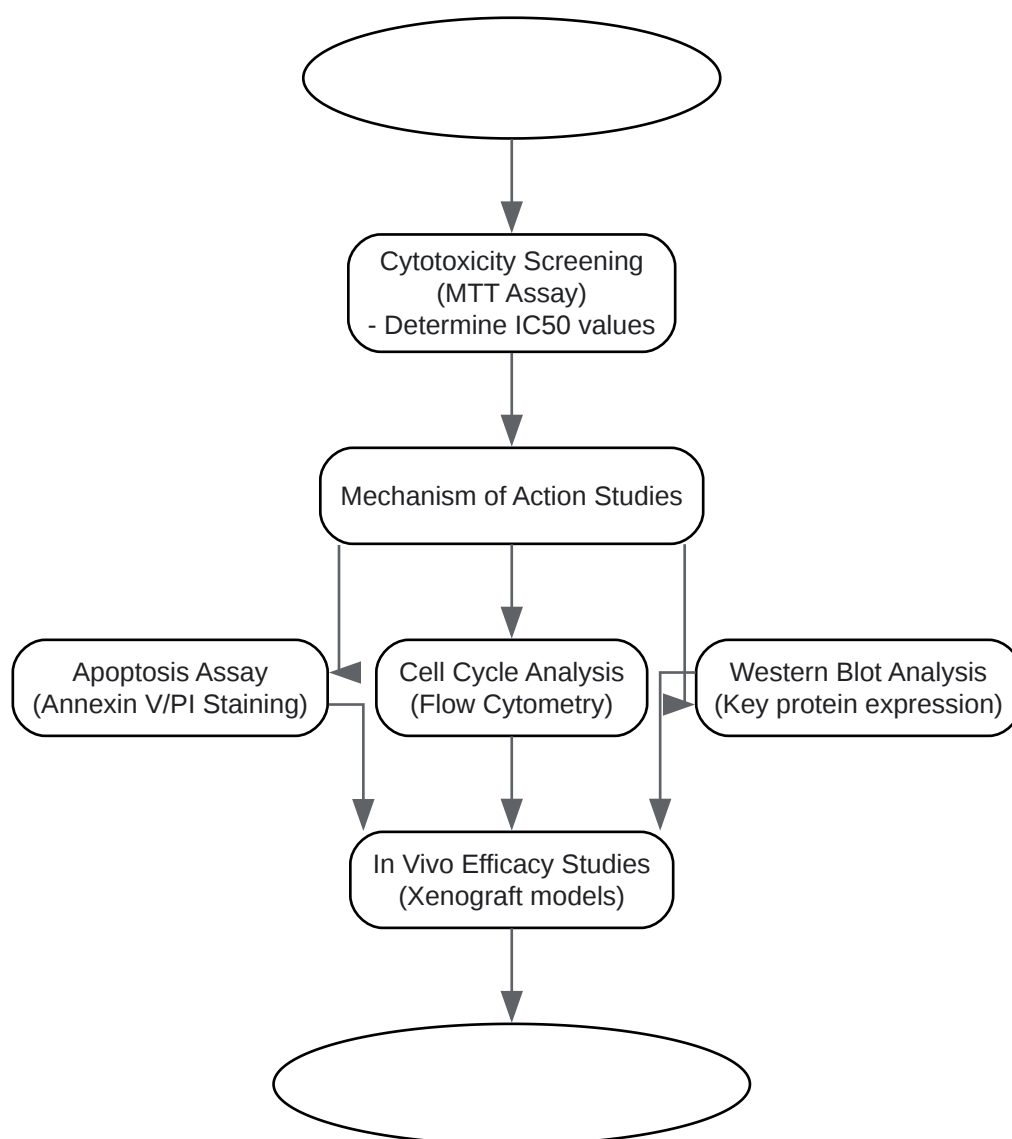 Cytotoxicity Screening
(MTT Assay)
- Determine IC50 values
Mechanism of Action Studies
Apoptosis Assay
(Annexin V/PI Staining)
Cell Cycle Analysis
(Flow Cytometry)
Western Blot Analysis
(Key protein expression)
In Vivo Efficacy Studies
(Xenograft models)